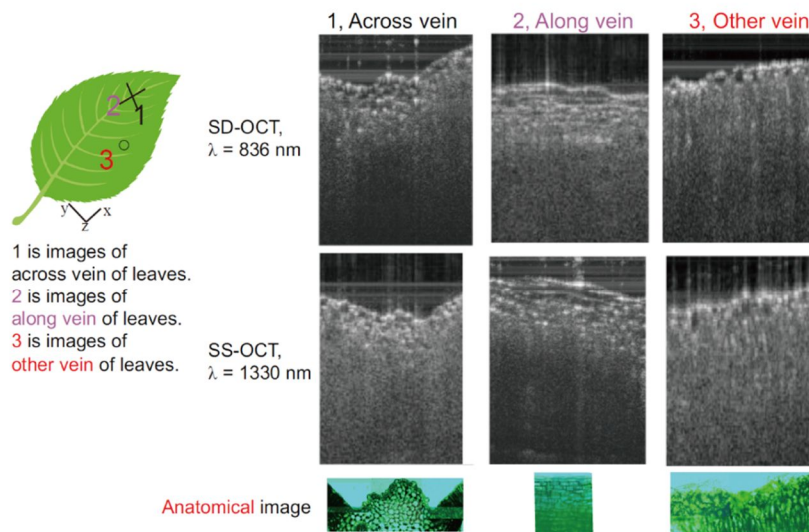 1, Across vein
2, Along vein
3, Other vein
2
1
3
y
x
z
SD-OCT,
λ = 836 nm
1 is images of
across vein of leaves.
2 is images of
along vein of leaves.
3 is images of
other vein of leaves.
SS-OCT,
λ = 1330 nm
Anatomical image